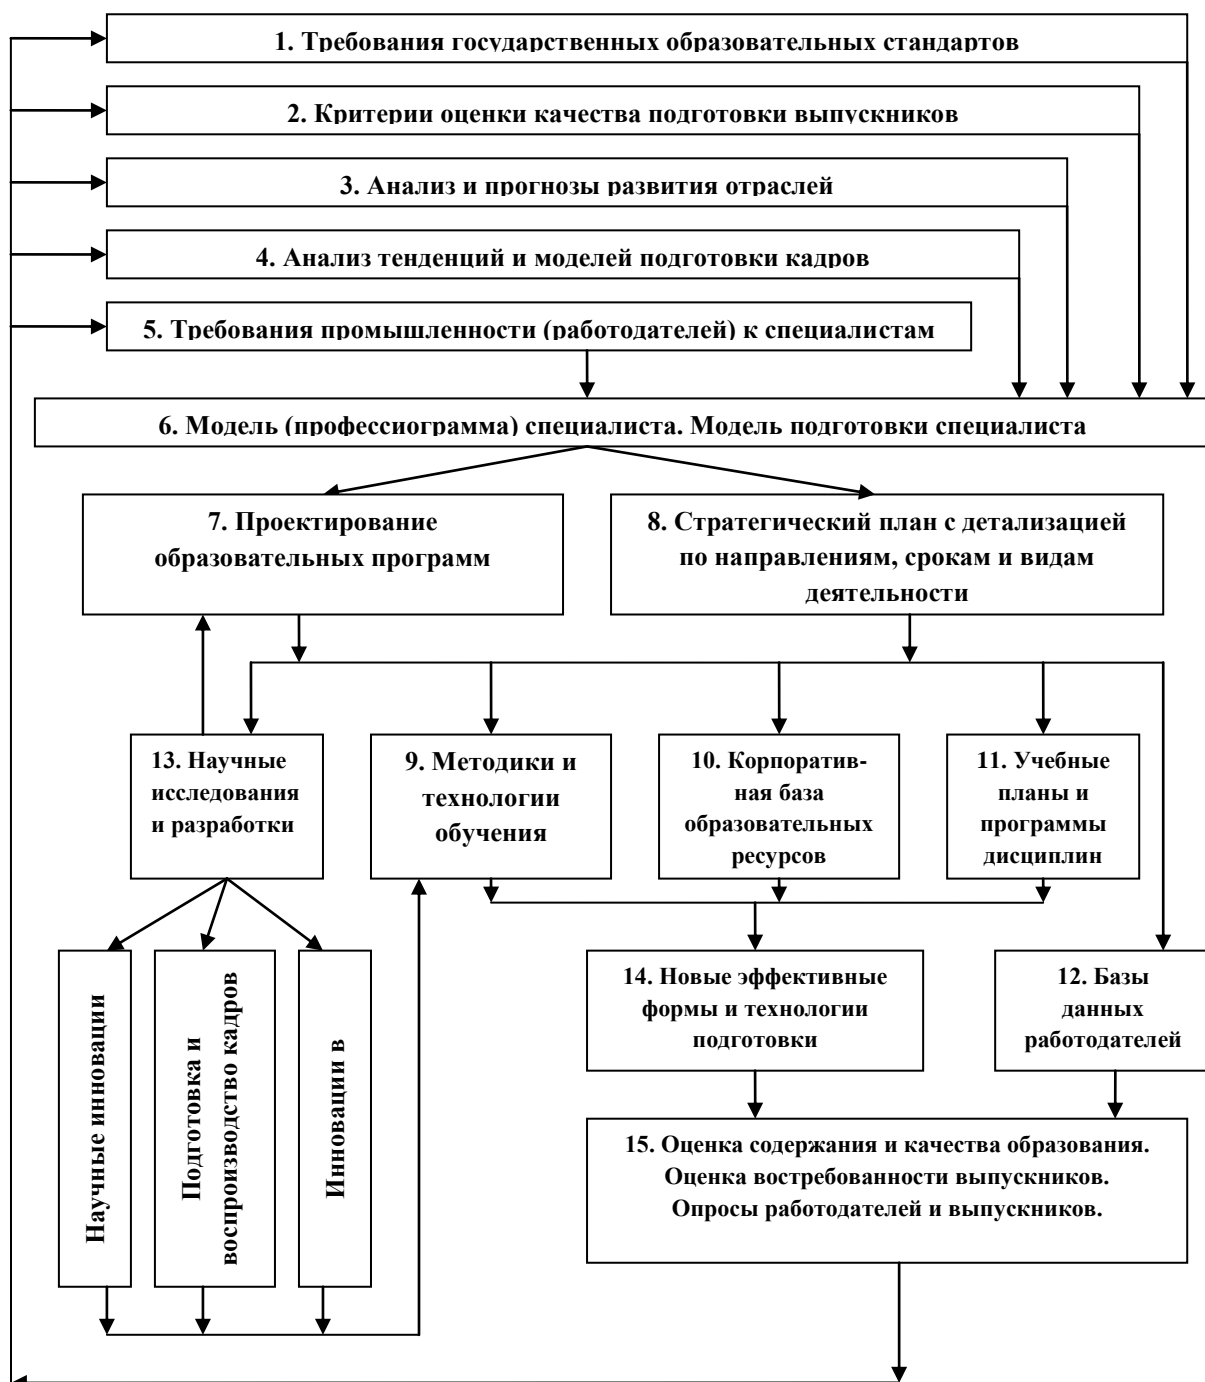 1. Требования государственных образовательных стандартов
2. Критерии оценки качества подготовки выпускников
3. Анализ и прогнозы развития отраслей
4. Анализ тенденций и моделей подготовки кадров
5. Требования промышленности (работодателей) к специалистам
6. Модель (профессиограмма) специалиста. Модель подготовки специалиста
7. Проектирование
образовательных программ
8. Стратегический план с детализацией
по направлениям, срокам и видам
деятельности
13. Научные
исследования
и разработки
9. Методики и
технологии
обучения
10. Корпоратив-
ная база
образовательных
ресурсов
11. Учебные
планы и
программы
дисциплин
Научные инновации
Подготовка и
воспроизводство кадров
Инновации в
14. Новые эффективные
формы и технологии
подготовки
12. Базы
данных
работодателей
15. Оценка содержания и качества образования.
Оценка востребованности выпускников.
Опросы работодателей и выпускников.